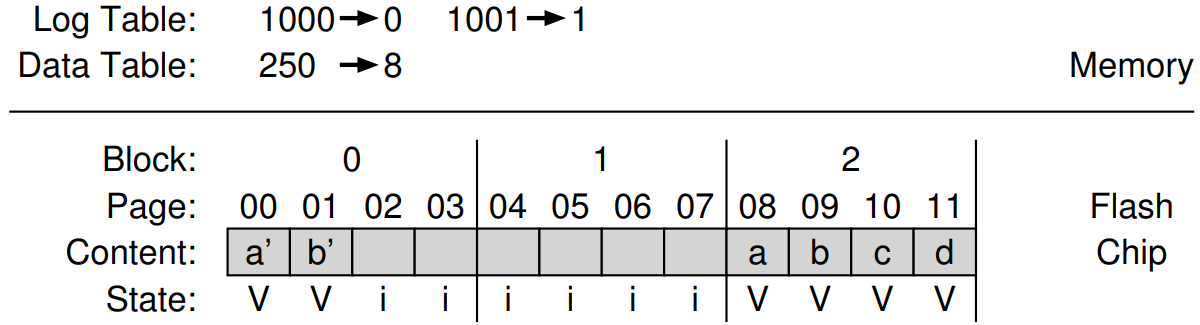 Log Table: 1000→0 1001→1
Data Table: 250 →8 Memory
Block: 0 1 2
Page: 00 01 02 03 04 05 06 07 08 09 10 11 Flash
Content: a’ b’ a b c d Chip
State: V V i i i i i i V V V V